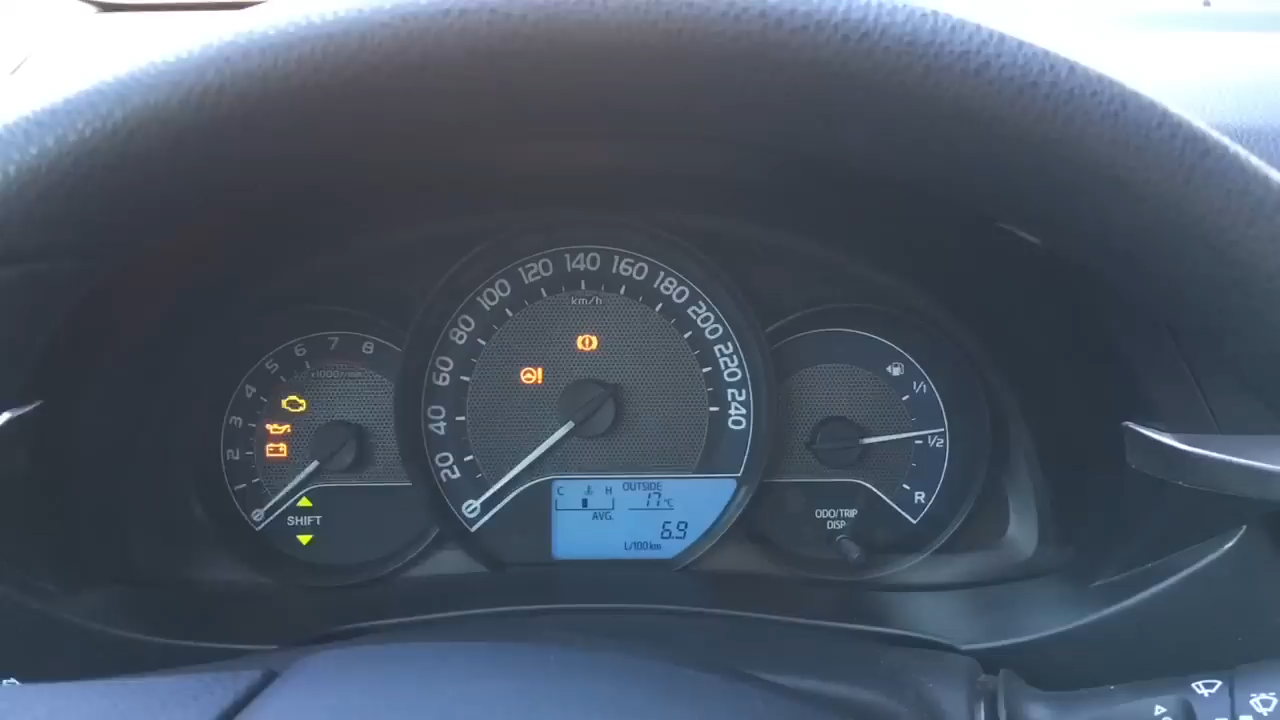 140
120 160
100 180
80 200
60 220
40 240
20
km/h
8
7
6
5
4
3
2
x1000r/min
SHIFT
C H OUTSIDE
17°C
AVG.
6.9
L/100km
1/1
1/2
R
ODO/TRIP
DISP